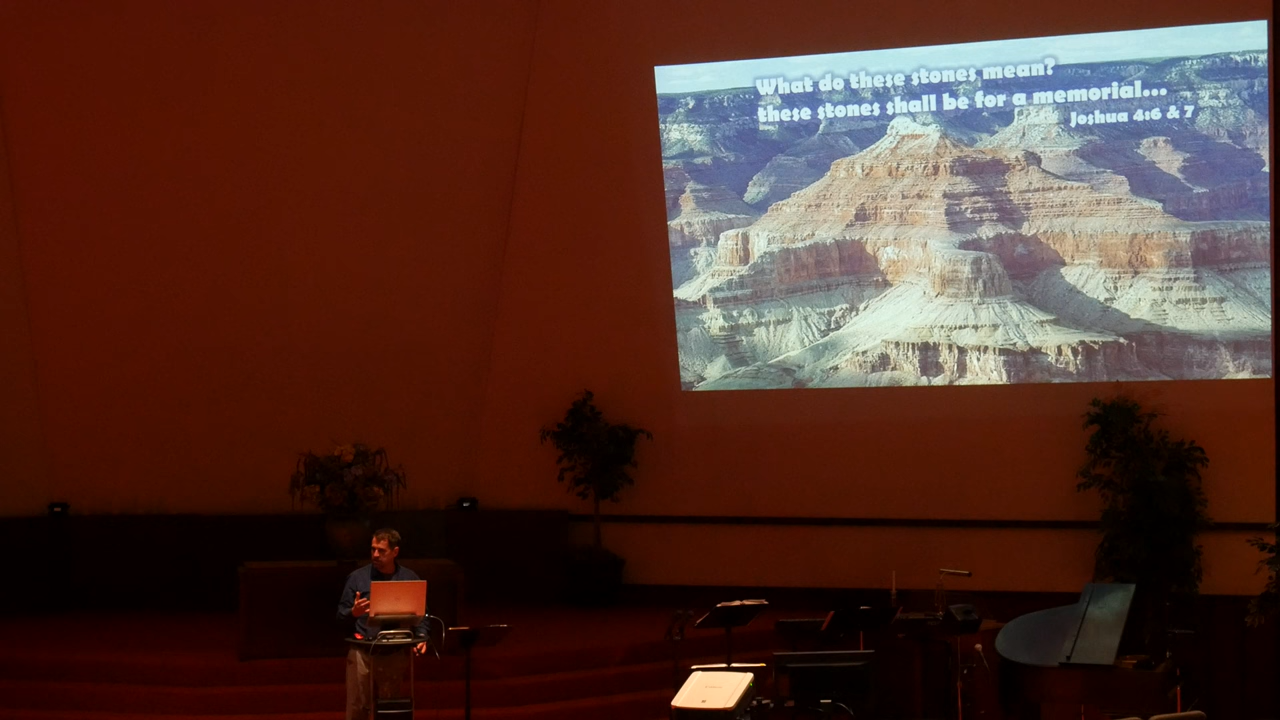 What do these stones mean?
these stones shall be for a memorial...
Joshua 4:6 & 7